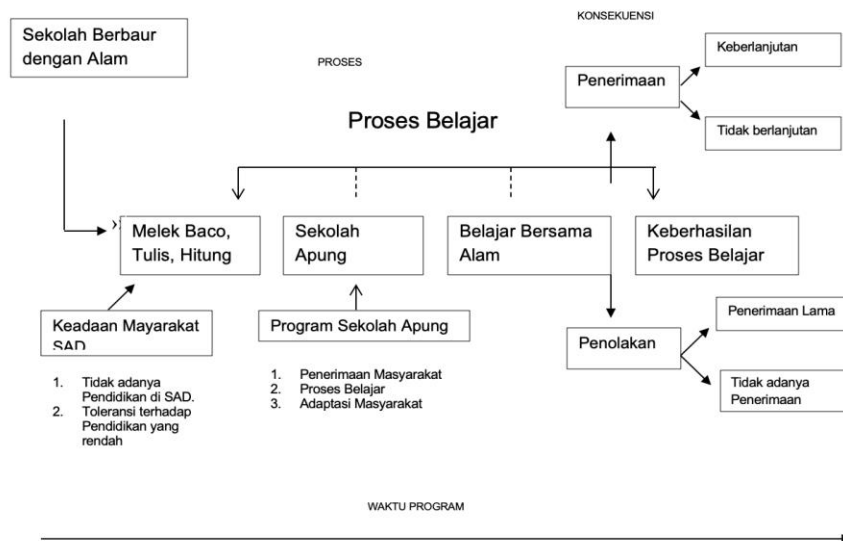 KONSEKUENSI
Sekolah Berbaur
dengan Alam
PROSES
Keberlanjutan
Penerimaan
Tidak berlanjutan
Proses Belajar
Melek Baco,
Tulis, Hitung
Sekolah
Apung
Belajar Bersama
Alam
Keberhasilan
Proses Belajar
Keadaan Mayarakat
SAD
Program Sekolah Apung
Penolakan
Penerimaan Lama
Tidak adanya
Penerimaan
1. Tidak adanya
Pendidikan di SAD.
2. Toleransi terhadap
Pendidikan yang
rendah
1. Penerimaan Masyarakat
2. Proses Belajar
3. Adaptasi Masyarakat
WAKTU PROGRAM